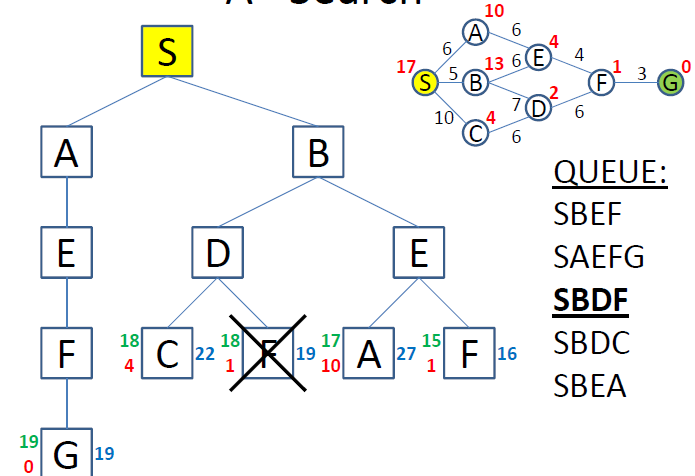 A* Search
10
A
6
6
E
4
4
17
S
5
B
13
6
F
1
3
G
0
7
D
2
10
C
4
6
6
S
A
B
E
D
E
F
18
4
C
22
18
1
F
19
17
10
A
27
15
1
F
16
19
0
G
19
QUEUE:
SBEF
SAEFG
SBDF
SBDC
SBEA